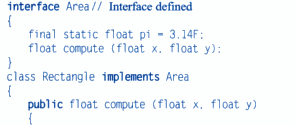 interface Area// Interface defined
{
final static float pi = 3.14F;
float compute (float x, float y);
}
class Rectangle implements Area
{
public float compute (float x, float y)
{